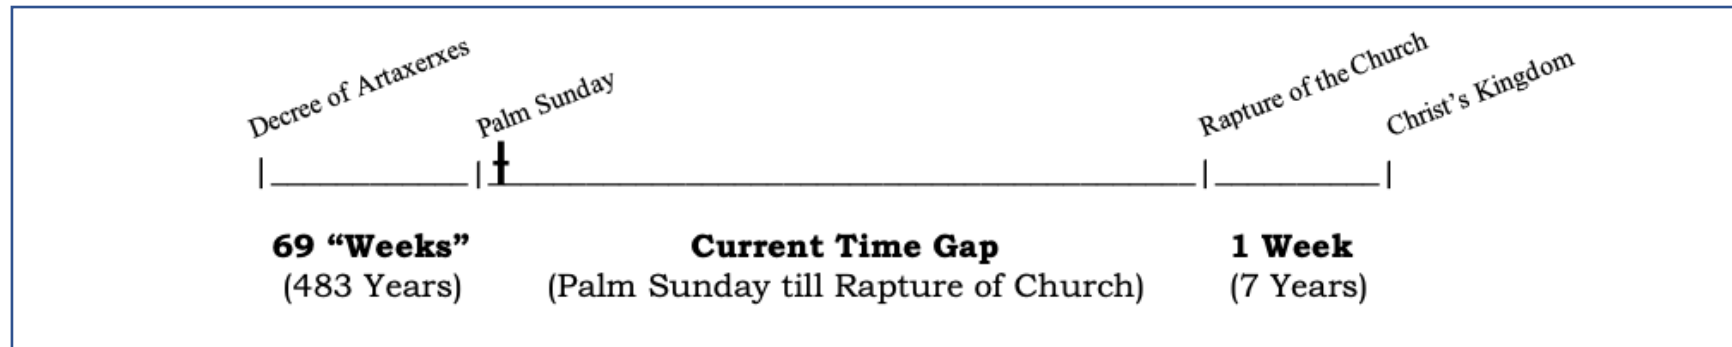 Decree of Artaxerxes
Palm Sunday
Rapture of the Church
Christ's Kingdom
69 “Weeks”
(483 Years)
Current Time Gap
(Palm Sunday till Rapture of Church)
1 Week
(7 Years)